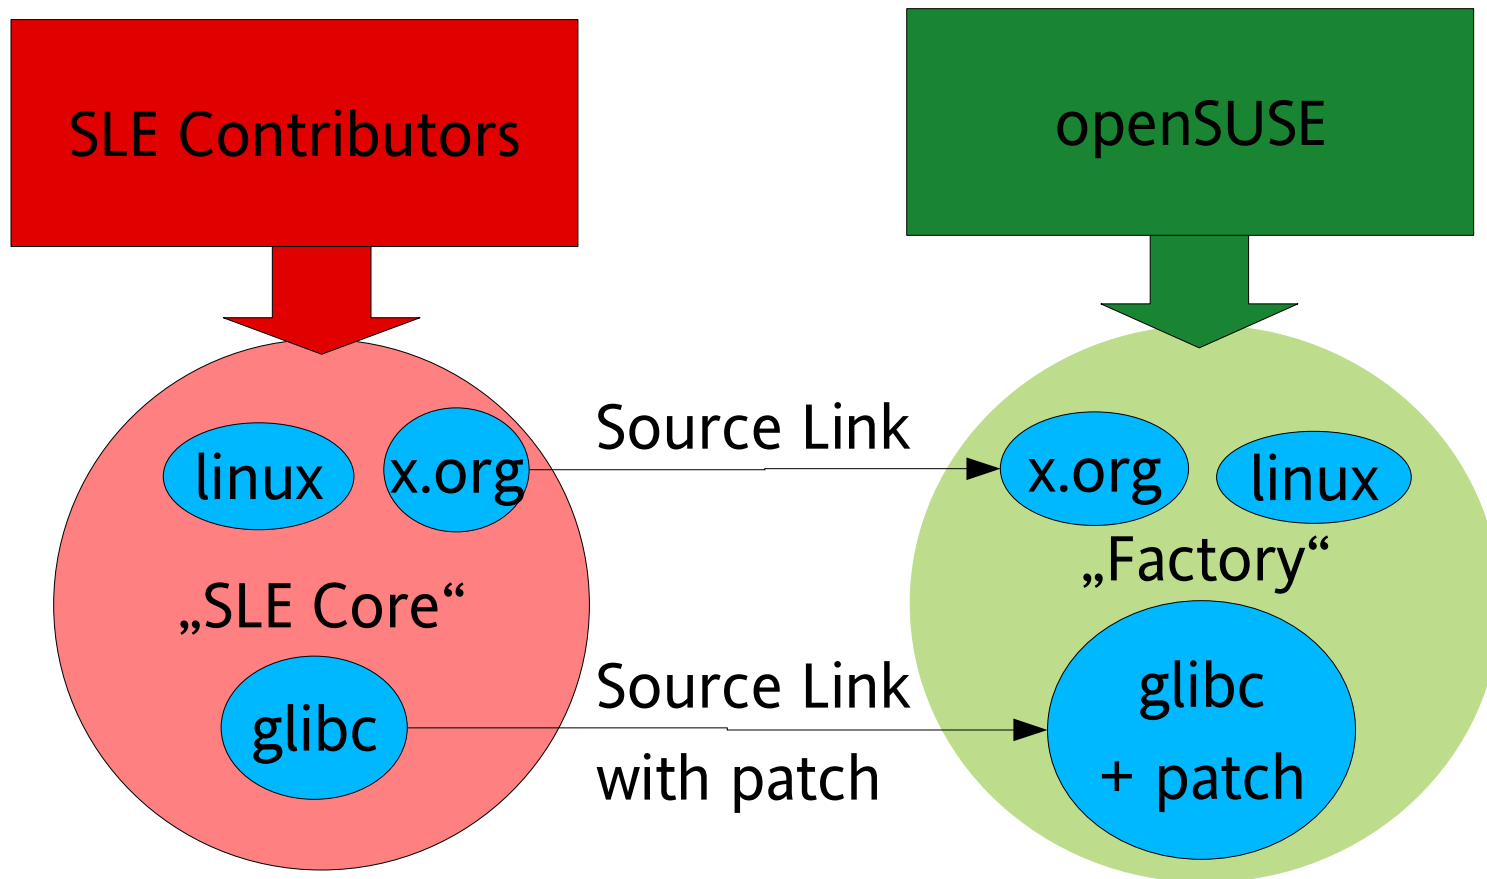 SLE Contributors
openSUSE
linux
x.org
Source Link
x.org
linux
„SLE Core“
„Factory“
glibc
Source Link
with patch
glibc
+ patch